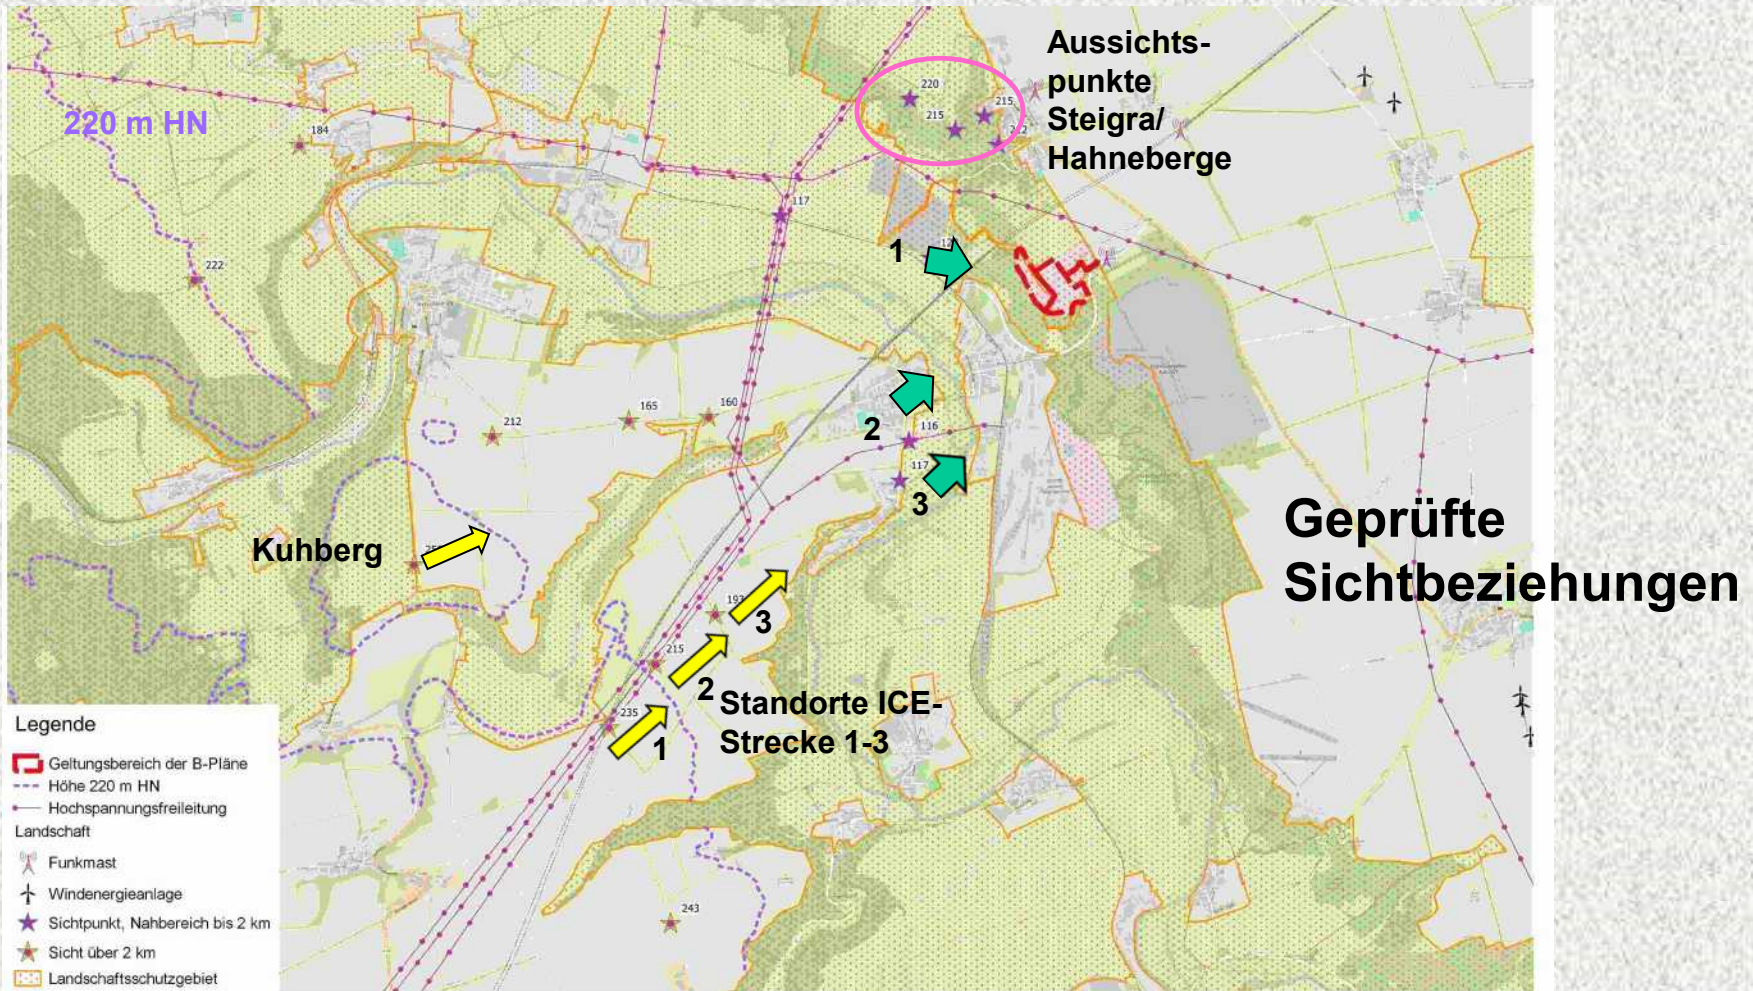 Aussichts-
punkte
Steigra/
Hahneberge
220 m HN
220
215
215
184
117
222
1
160
165
212
2
116
117
3
Geprüfte
Sichtbeziehungen
Kuhberg
3
215
2
Standorte ICE-
Strecke 1-3
235
1
243
Legende
Geltungsbereich der B-Pläne
Höhe 220 m HN
Hochspannungsfreileitung
Landschaft
Funkmast
Windenergieanlage
Sichtpunkt, Nahbereich bis 2 km
Sicht über 2 km
Landschaftsschutzgebiet